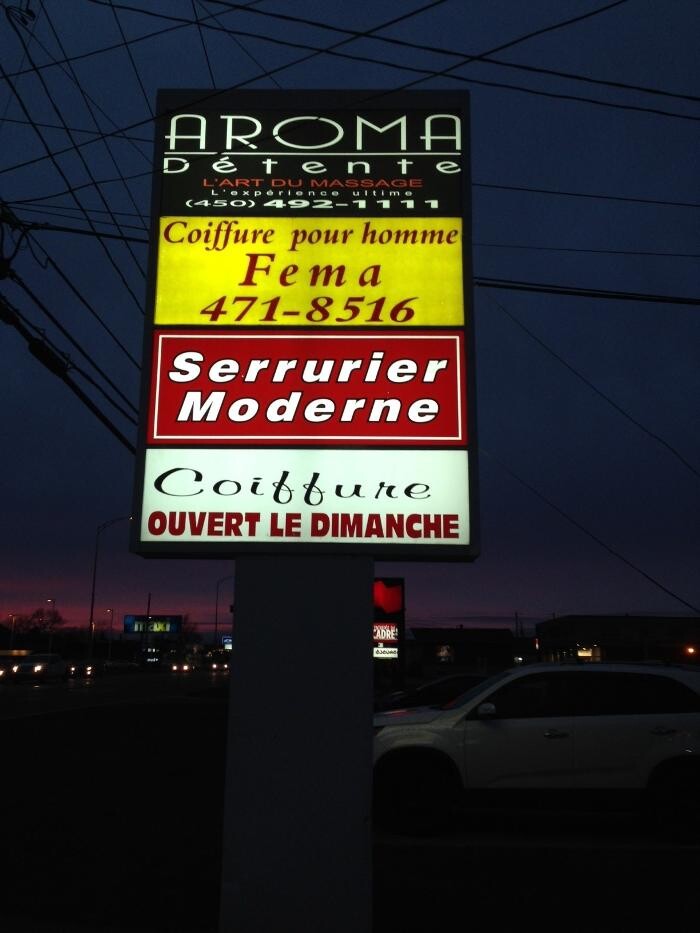 AROMA
Détente
L'ART DU MASSAGE
L'expérience ultime
(450) 492-1111
Coiffure pour homme
Fema
471-8516
Serrurier
Moderne
Coiffure
OUVERT LE DIMANCHE
maxi
CADRE